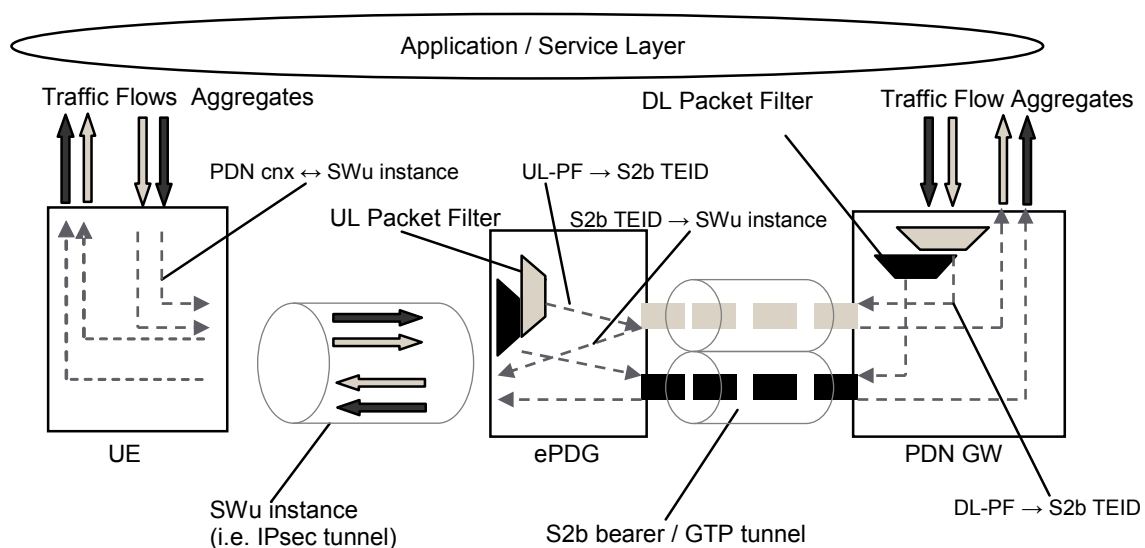 Application / Service Layer
Traffic Flows Aggregates
DL Packet Filter
Traffic Flow Aggregates
PDN cnx ↔ SWu instance
UL-PF → S2b TEID
UL Packet Filter
S2b TEID → SWu instance
UE
ePDG
PDN GW
SWu instance
(i.e. IPsec tunnel)
S2b bearer / GTP tunnel
DL-PF → S2b TEID